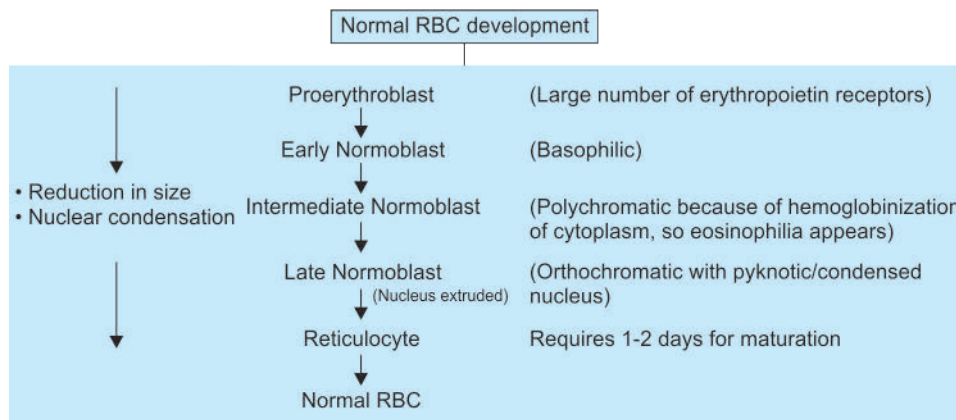 Normal RBC development
Proerythroblast (Large number of erythropoietin receptors)
Early Normoblast (Basophilic)
• Reduction in size
• Nuclear condensation
Intermediate Normoblast (Polychromatic because of hemoglobinization
of cytoplasm, so eosinophilia appears)
Late Normoblast (Orthochromatic with pyknotic/condensed
(Nucleus extruded) nucleus)
Reticulocyte Requires 1-2 days for maturation
Normal RBC